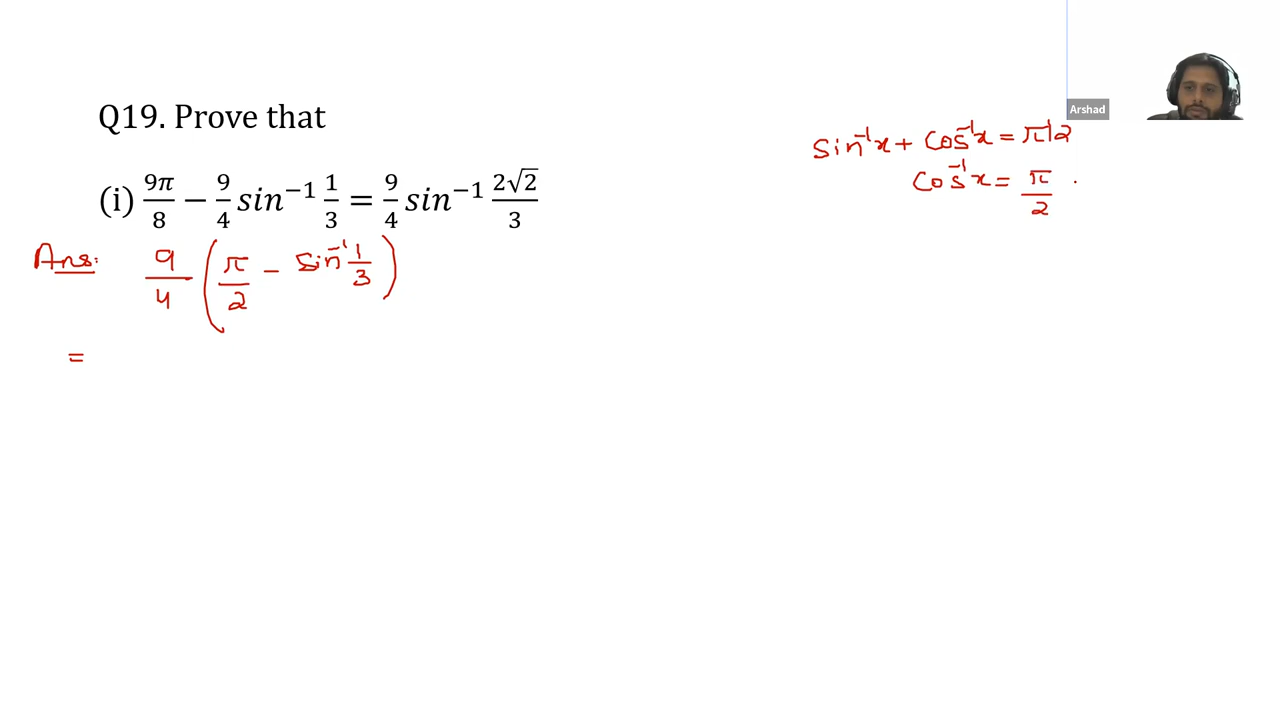 Q19. Prove that
(i) 9π/8 − 9/4 sin⁻¹ 1/3 = 9/4 sin⁻¹ 2√2/3
Ans: 9/4 (π/2 − sin⁻¹ 1/3)
=
Arshad
sin⁻¹x + cos⁻¹x = π/2
cos⁻¹x = π/2